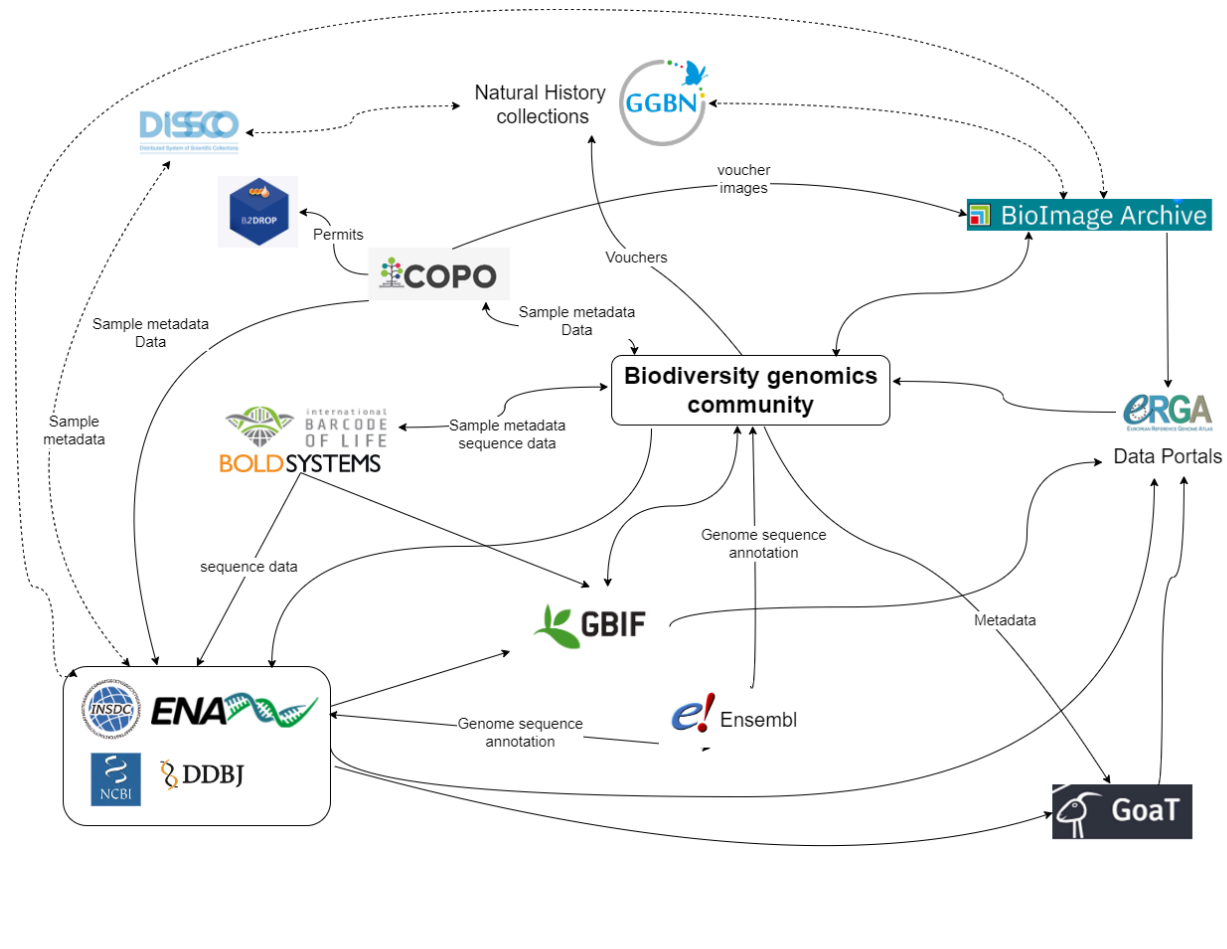 Natural History
collections
GGBN
DiSSCO
Distributed System of Scientific Collections
voucher
images
B2DROP
Permits
BioImage Archive
Vouchers
COPO
Sample metadata
Data
Sample metadata
Data
Biodiversity genomics
community
eRGA
EUROPEAN REFERENCE GENOME ATLAS
Data Portals
international
BARCODE
OF LIFE
BOLDSYSTEMS
Sample metadata
sequence data
Sample
metadata
Genome sequence
annotation
sequence data
GBIF
Metadata
INSDC
ENA
e!Ensembl
Genome sequence
annotation
NCBI
DDBJ
GoaT